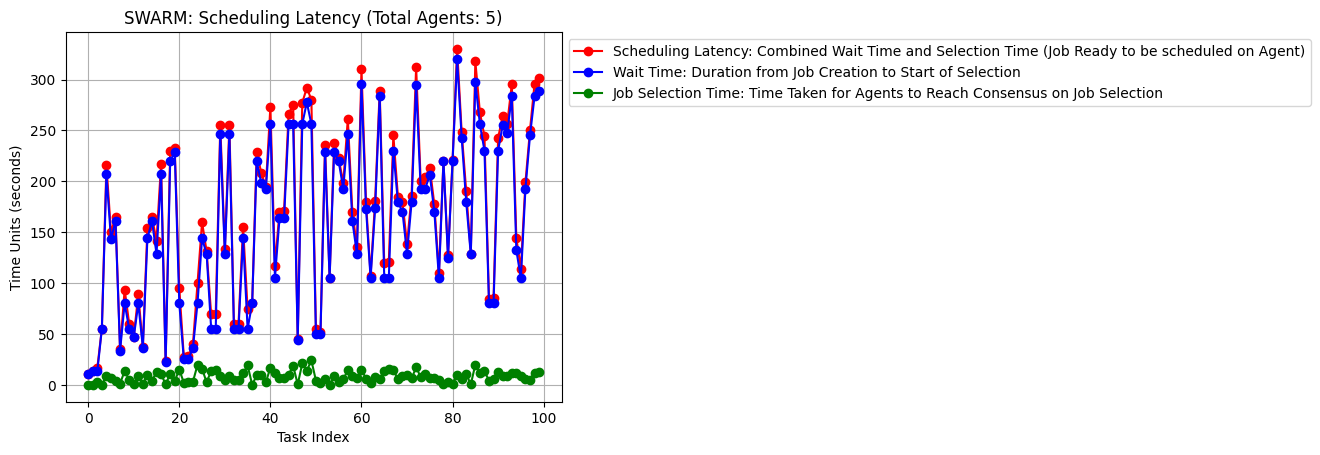 SWARM: Scheduling Latency (Total Agents: 5)
Scheduling Latency: Combined Wait Time and Selection Time (Job Ready to be scheduled on Agent)
Wait Time: Duration from Job Creation to Start of Selection
Job Selection Time: Time Taken for Agents to Reach Consensus on Job Selection
Time Units (seconds)
300
250
200
150
100
50
0
0 20 40 60 80 100
Task Index